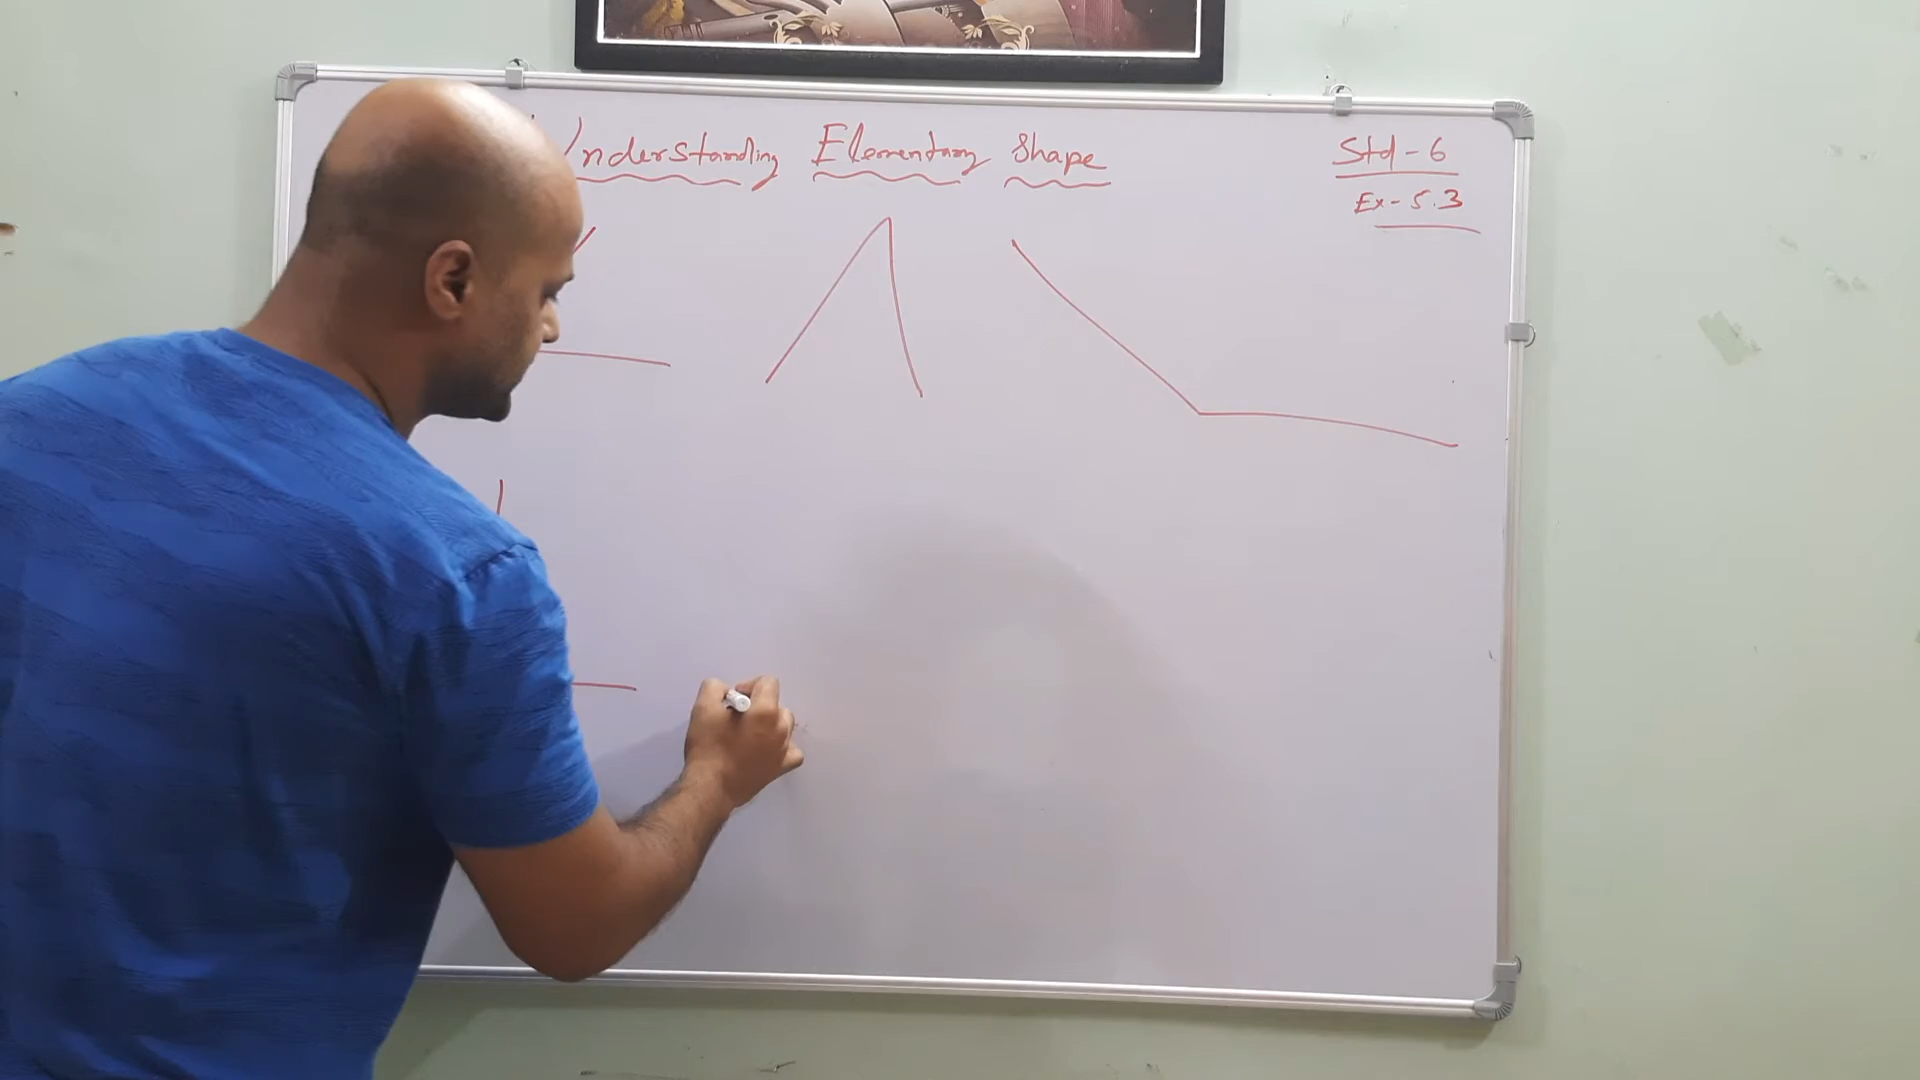 Understanding Elementary Shape
Std - 6
Ex - 5.3